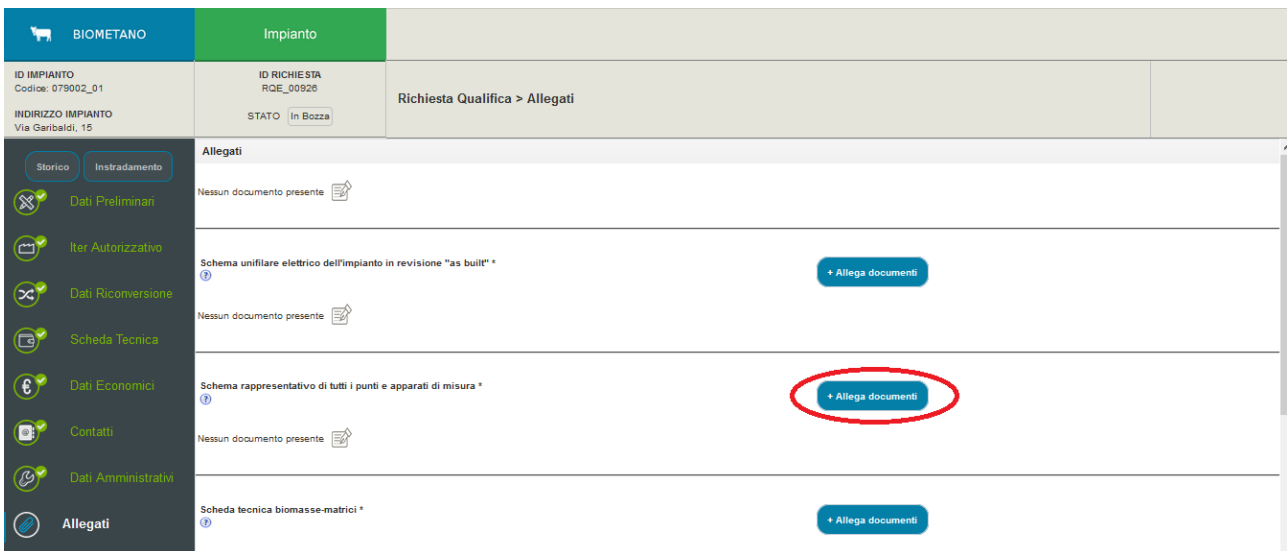 BIOMETANO
Impianto
ID IMPIANTO
Codice: 079002_01
INDIRIZZO IMPIANTO
Via Garibaldi, 15
ID RICHIESTA
RQE_00926
STATO In Bozza
Richiesta Qualifica > Allegati
Storico Instradamento
Dati Preliminari
Iter Autorizzativo
Dati Riconversione
Scheda Tecnica
Dati Economici
Contatti
Dati Amministrativi
Allegati
Allegati
Nessun documento presente
Schema unifilare elettrico dell'impianto in revisione "as built" *
+ Allega documenti
Nessun documento presente
Schema rappresentativo di tutti i punti e apparati di misura *
+ Allega documenti
Nessun documento presente
Scheda tecnica biomasse-matrici *
+ Allega documenti